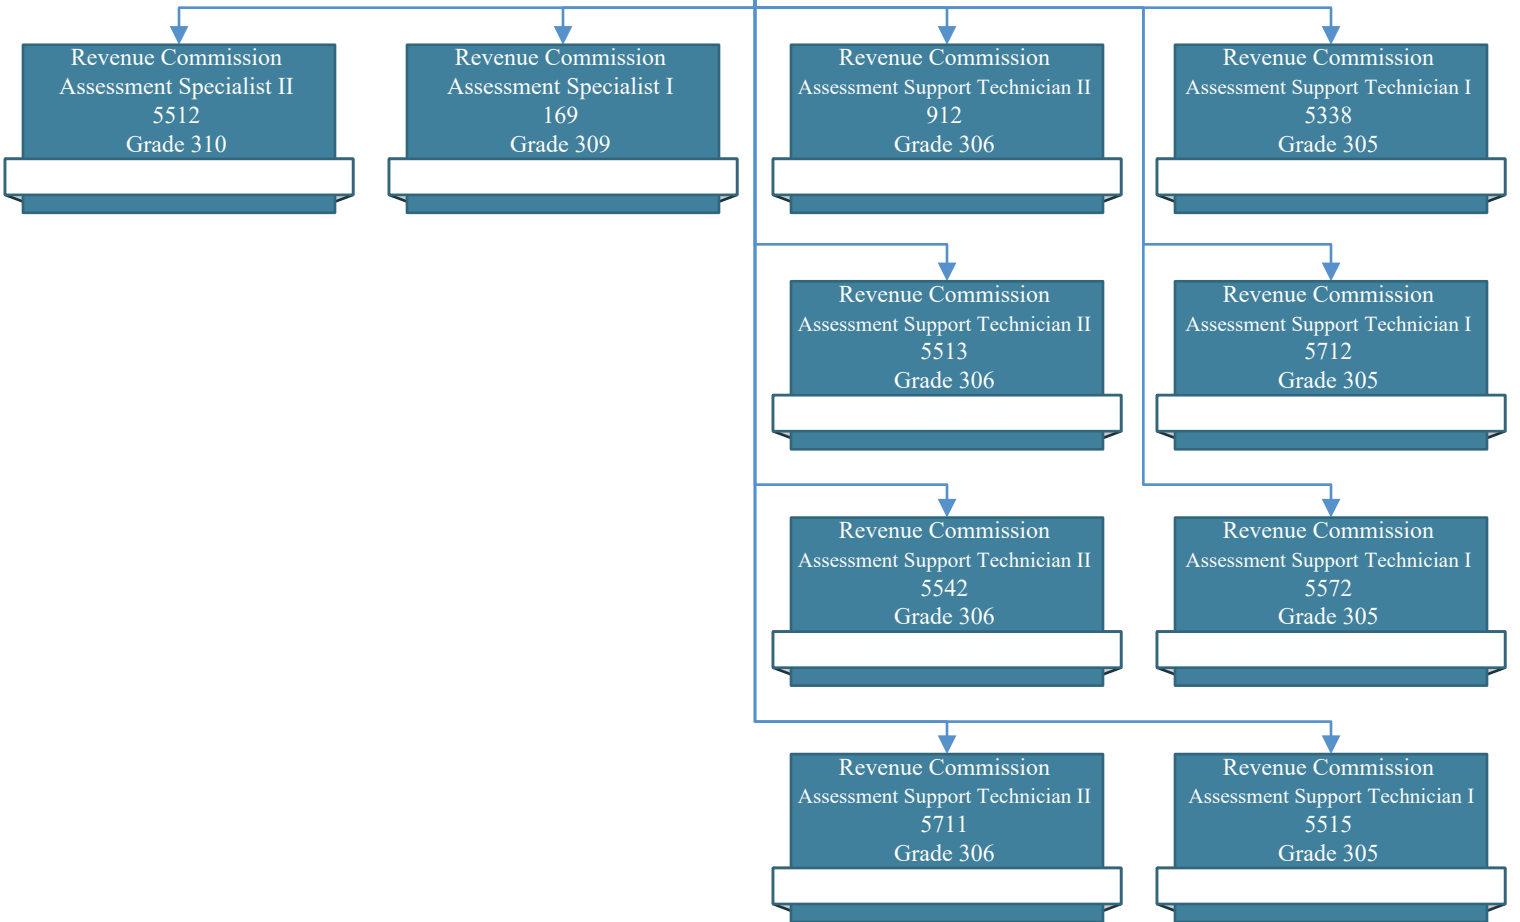 Revenue Commission
Assessment Specialist II
5512
Grade 310
Revenue Commission
Assessment Specialist I
169
Grade 309
Revenue Commission
Assessment Support Technician II
912
Grade 306
Revenue Commission
Assessment Support Technician I
5338
Grade 305
Revenue Commission
Assessment Support Technician II
5513
Grade 306
Revenue Commission
Assessment Support Technician I
5712
Grade 305
Revenue Commission
Assessment Support Technician II
5542
Grade 306
Revenue Commission
Assessment Support Technician I
5572
Grade 305
Revenue Commission
Assessment Support Technician II
5711
Grade 306
Revenue Commission
Assessment Support Technician I
5515
Grade 305